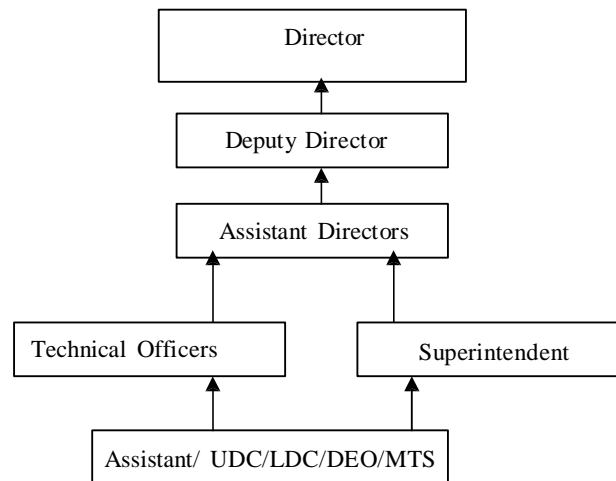 Director
Deputy Director
Assistant Directors
Technical Officers
Superintendent
Assistant/ UDC/LDC/DEO/MTS